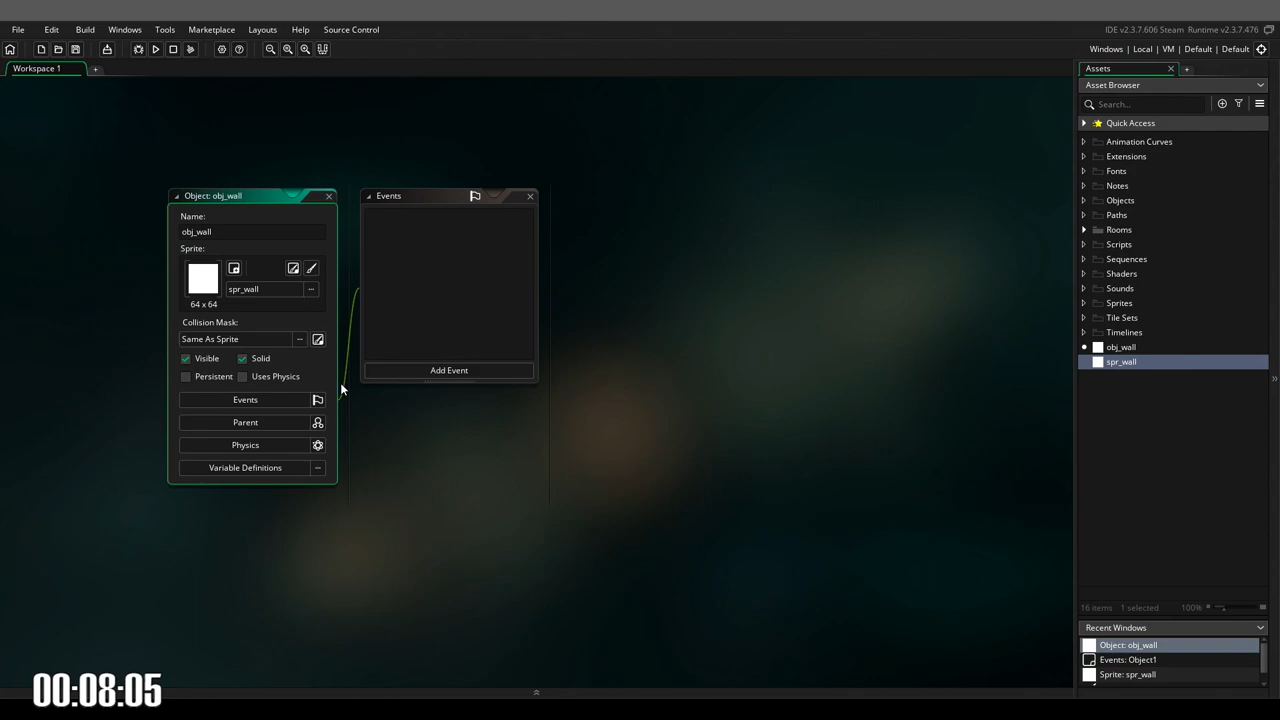 File Edit Build Windows Tools Marketplace Layouts Help Source Control IDE v2.3.7.606 Steam Runtime v2.3.7.476
Windows | Local | VM | Default | Default
Workspace 1 +
Assets
Asset Browser
Search...
Quick Access
Animation Curves
Extensions
Fonts
Notes
Objects
Paths
Rooms
Scripts
Sequences
Shaders
Sounds
Sprites
Tile Sets
Timelines
obj_wall
spr_wall
16 items 1 selected 100%
Recent Windows
Object: obj_wall
Events: Object1
Sprite: spr_wall
Object: obj_wall
Name:
obj_wall
Sprite:
spr_wall
64 x 64
Collision Mask:
Same As Sprite
Visible Solid
Persistent Uses Physics
Events
Parent
Physics
Variable Definitions
Events
Add Event
00:08:05